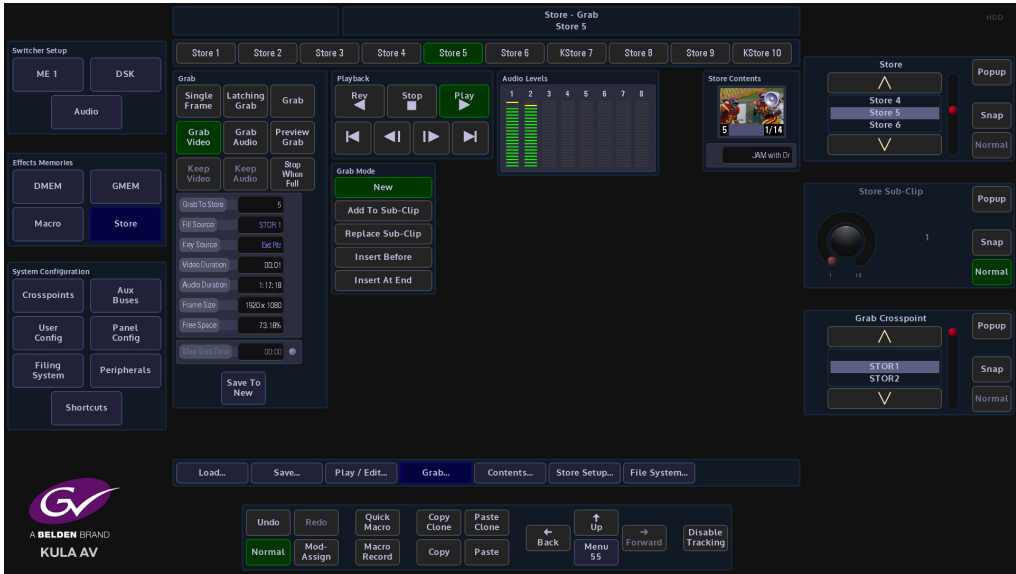 Store - Grab
Store 5
HDD
Switcher Setup
ME 1
DSK
Audio
Effects Memories
DMEM
GMEM
Macro
Store
System Configuration
Crosspoints
Aux
Buses
User
Config
Panel
Config
Filing
System
Peripherals
Shortcuts
Store 1
Store 2
Store 3
Store 4
Store 5
Store 6
KStore 7
Store 8
Store 9
KStore 10
Grab
Single
Frame
Latching
Grab
Grab
Grab
Video
Grab
Audio
Preview
Grab
Keep
Video
Keep
Audio
Stop
When
Full
Grab To Store
5
Fill Source
STOR 1
Key Source
Ext Rtr
Video Duration
00;01
Audio Duration
1:17;18
Frame Size
1920 x 1080
Free Space
73.18%
Max Grab Time
00:00
Save To
New
Playback
Rev
Stop
Play
Grab Mode
New
Add To Sub-Clip
Replace Sub-Clip
Insert Before
Insert At End
Audio Levels
1 2 3 4 5 6 7 8
Store Contents
5
1/14
JAM with Dr
Store
Store 4
Store 5
Store 6
Popup
Snap
Normal
Store Sub-Clip
1
1
14
Popup
Snap
Normal
Grab Crosspoint
STOR1
STOR2
Popup
Snap
Normal
Load...
Save...
Play / Edit...
Grab...
Contents...
Store Setup...
File System...
GV
A BELDEN BRAND
KULA AV
Undo
Redo
Normal
Mod-
Assign
Quick
Macro
Macro
Record
Copy
Clone
Paste
Clone
Copy
Paste
Back
Up
Menu
55
Forward
Disable
Tracking